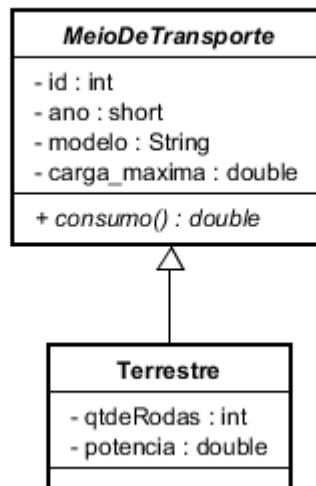 MeioDeTransporte
- id : int
- ano : short
- modelo : String
- carga_maxima : double
+ consumo() : double
Terrestre
- qtdeRodas : int
- potencia : double